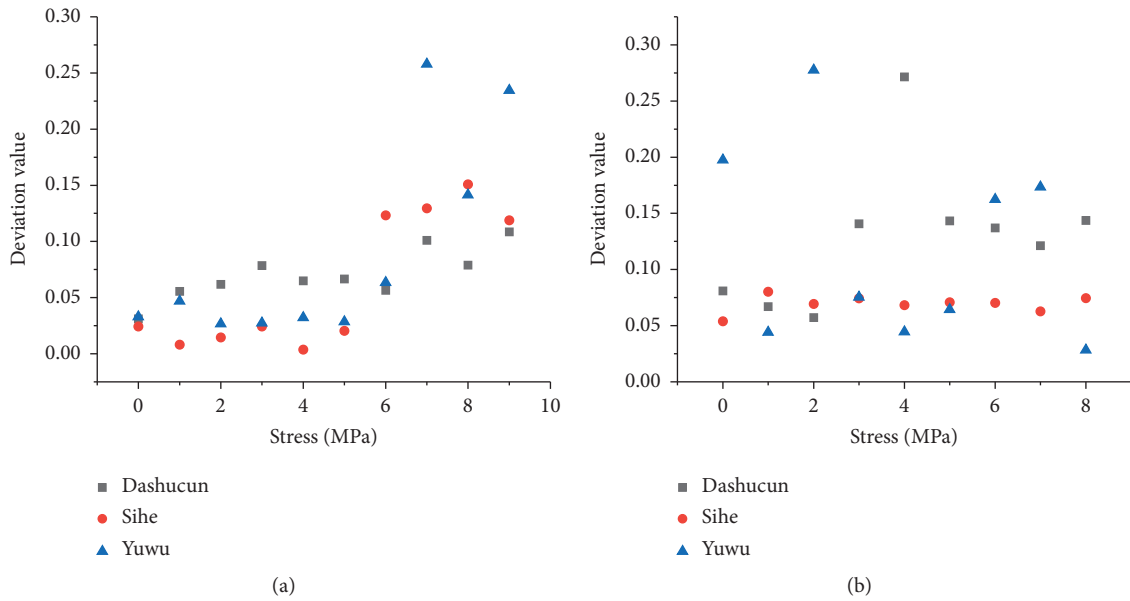 0.30
0.25
0.20
0.15
0.10
0.05
0.00
Deviation value
0 2 4 6 8 10
Stress (MPa)
Dashucun
Sihe
Yuwu
(a)
0.30
0.25
0.20
0.15
0.10
0.05
0.00
Deviation value
0 2 4 6 8
Stress (MPa)
Dashucun
Sihe
Yuwu
(b)